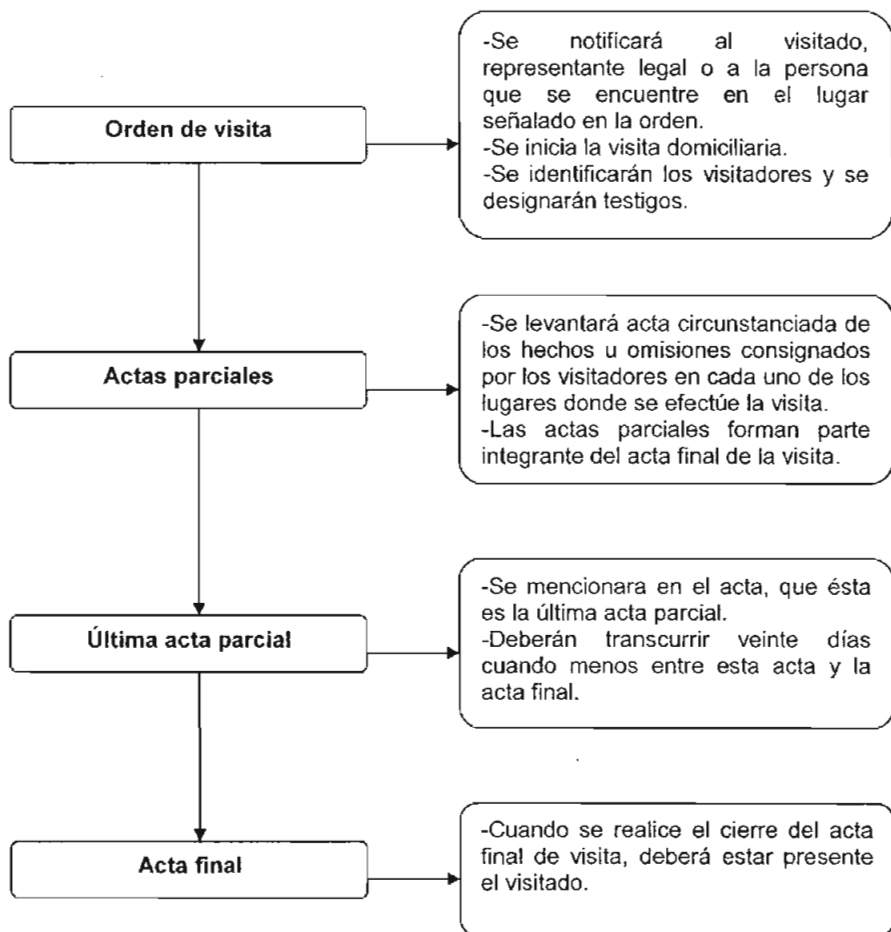 Orden de visita
-Se notificará al visitado,
representante legal o a la persona
que se encuentre en el lugar
señalado en la orden.
-Se inicia la visita domiciliaria.
-Se identificarán los visitadores y se
designarán testigos.
Actas parciales
-Se levantará acta circunstanciada de
los hechos u omisiones consignados
por los visitadores en cada uno de los
lugares donde se efectúe la visita.
-Las actas parciales forman parte
integrante del acta final de la visita.
Última acta parcial
-Se mencionara en el acta, que ésta
es la última acta parcial.
-Deberán transcurrir veinte días
cuando menos entre esta acta y la
acta final.
Acta final
-Cuando se realice el cierre del acta
final de visita, deberá estar presente
el visitado.